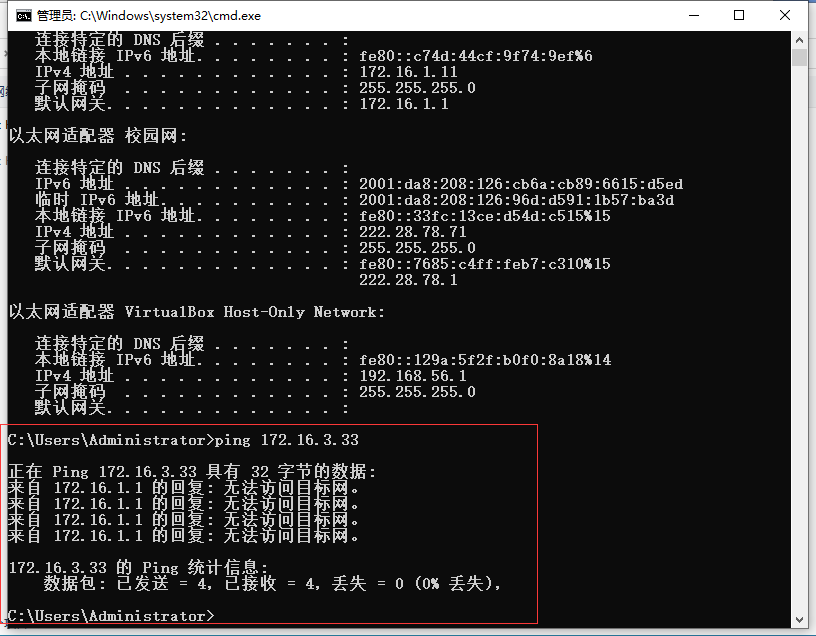 管理员: C:\Windows\system32\cmd.exe
连接特定的 DNS 后缀 . . . . . . . :
本地链接 IPv6 地址. . . . . . . . : fe80::c74d:44cf:9f74:9ef%6
IPv4 地址 . . . . . . . . . . . . : 172.16.1.11
子网掩码 . . . . . . . . . . . . : 255.255.255.0
默认网关. . . . . . . . . . . . . : 172.16.1.1
以太网适配器 校园网:
连接特定的 DNS 后缀 . . . . . . . :
IPv6 地址 . . . . . . . . . . . . : 2001:da8:208:126:cb6a:cb89:6615:d5ed
临时 IPv6 地址. . . . . . . . . . : 2001:da8:208:126:96d:d591:1b57:ba3d
本地链接 IPv6 地址. . . . . . . . : fe80::33fc:13ce:d54d:c515%15
IPv4 地址 . . . . . . . . . . . . : 222.28.78.71
子网掩码 . . . . . . . . . . . . : 255.255.255.0
默认网关. . . . . . . . . . . . . : fe80::7685:c4ff:feb7:c310%15
222.28.78.1
以太网适配器 VirtualBox Host-Only Network:
连接特定的 DNS 后缀 . . . . . . . :
本地链接 IPv6 地址. . . . . . . . : fe80::129a:5f2f:b0f0:8a18%14
IPv4 地址 . . . . . . . . . . . . : 192.168.56.1
子网掩码 . . . . . . . . . . . . : 255.255.255.0
默认网关. . . . . . . . . . . . . :
C:\Users\Administrator>ping 172.16.3.33
正在 Ping 172.16.3.33 具有 32 字节的数据:
来自 172.16.1.1 的回复: 无法访问目标网。
来自 172.16.1.1 的回复: 无法访问目标网。
来自 172.16.1.1 的回复: 无法访问目标网。
来自 172.16.1.1 的回复: 无法访问目标网。
172.16.3.33 的 Ping 统计信息:
数据包: 已发送 = 4，已接收 = 4，丢失 = 0 (0% 丢失)，
C:\Users\Administrator>